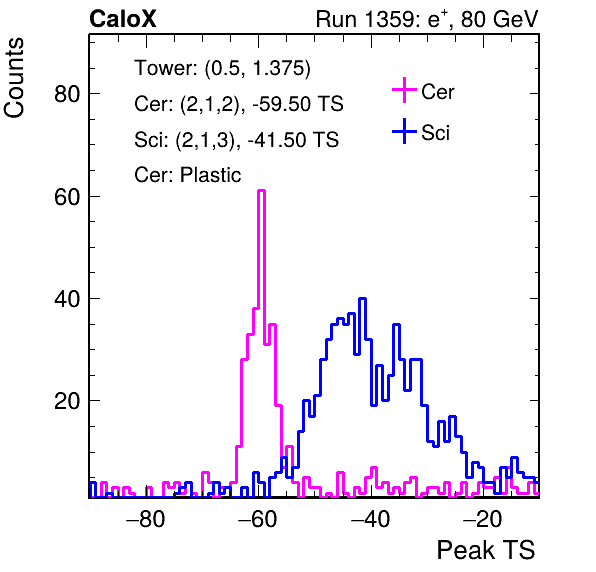 CaloX Run 1359: e⁺, 80 GeV
Counts
Tower: (0.5, 1.375)
Cer: (2,1,2), -59.50 TS
Sci: (2,1,3), -41.50 TS
Cer: Plastic
Cer
Sci
80
60
40
20
−80 −60 −40 −20
Peak TS